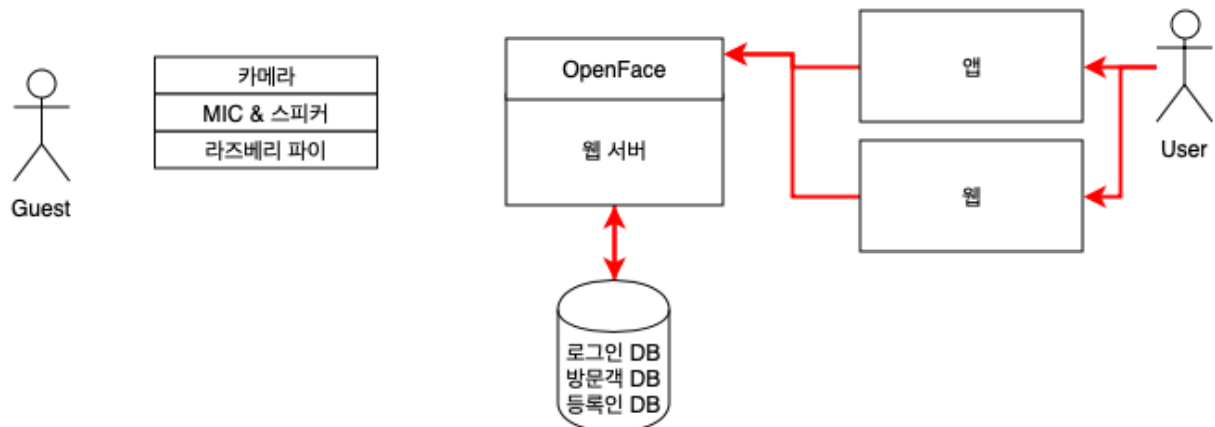 Guest
카메라
MIC & 스피커
라즈베리 파이
OpenFace
웹 서버
로그인 DB
방문객 DB
등록인 DB
앱
웹
User